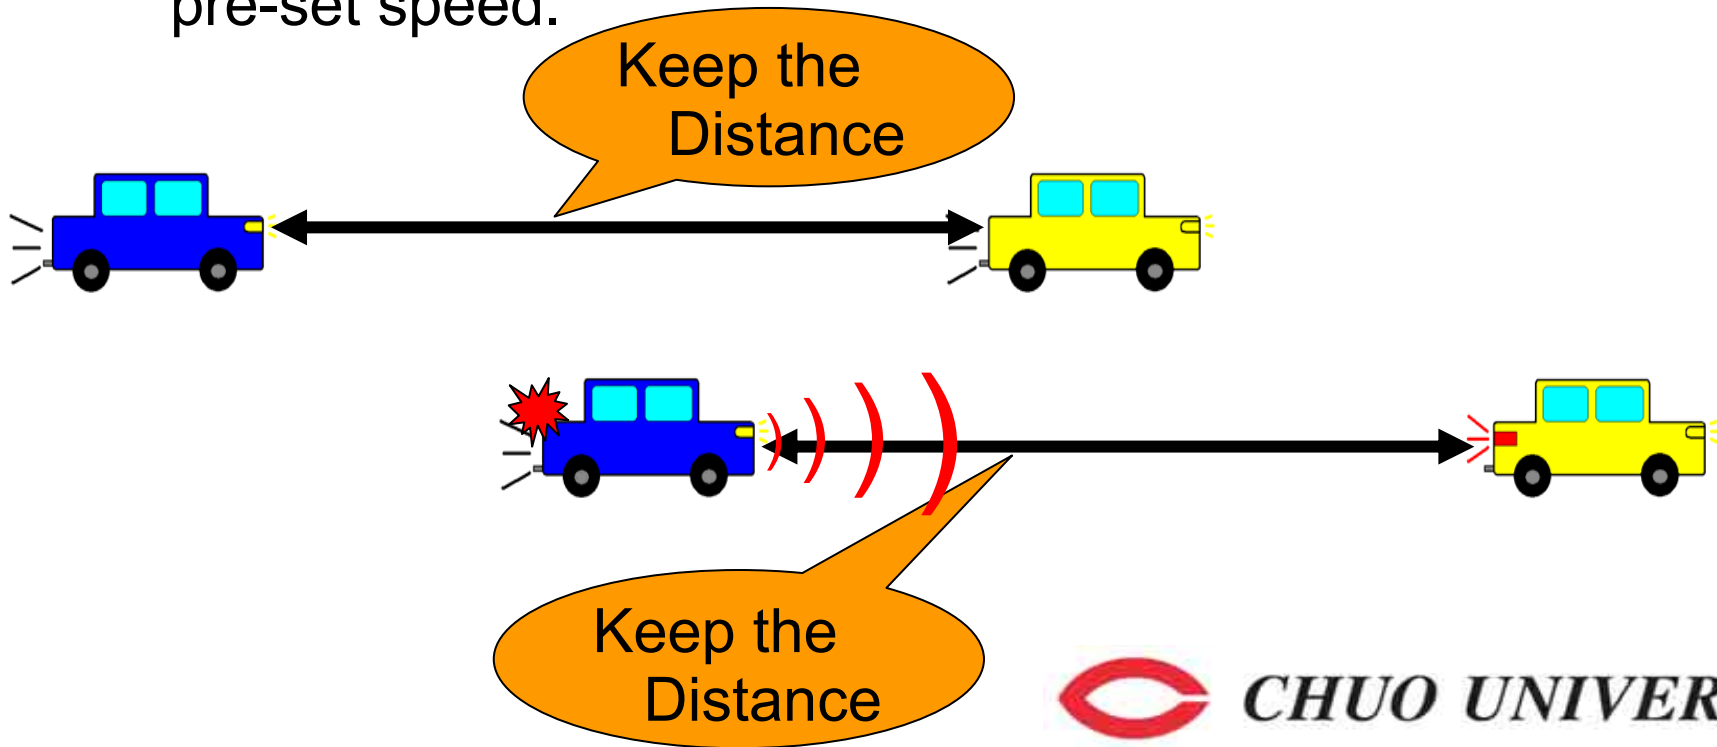 pre-set speed.
Keep the
Distance
Keep the
Distance
CHUO UNIVER